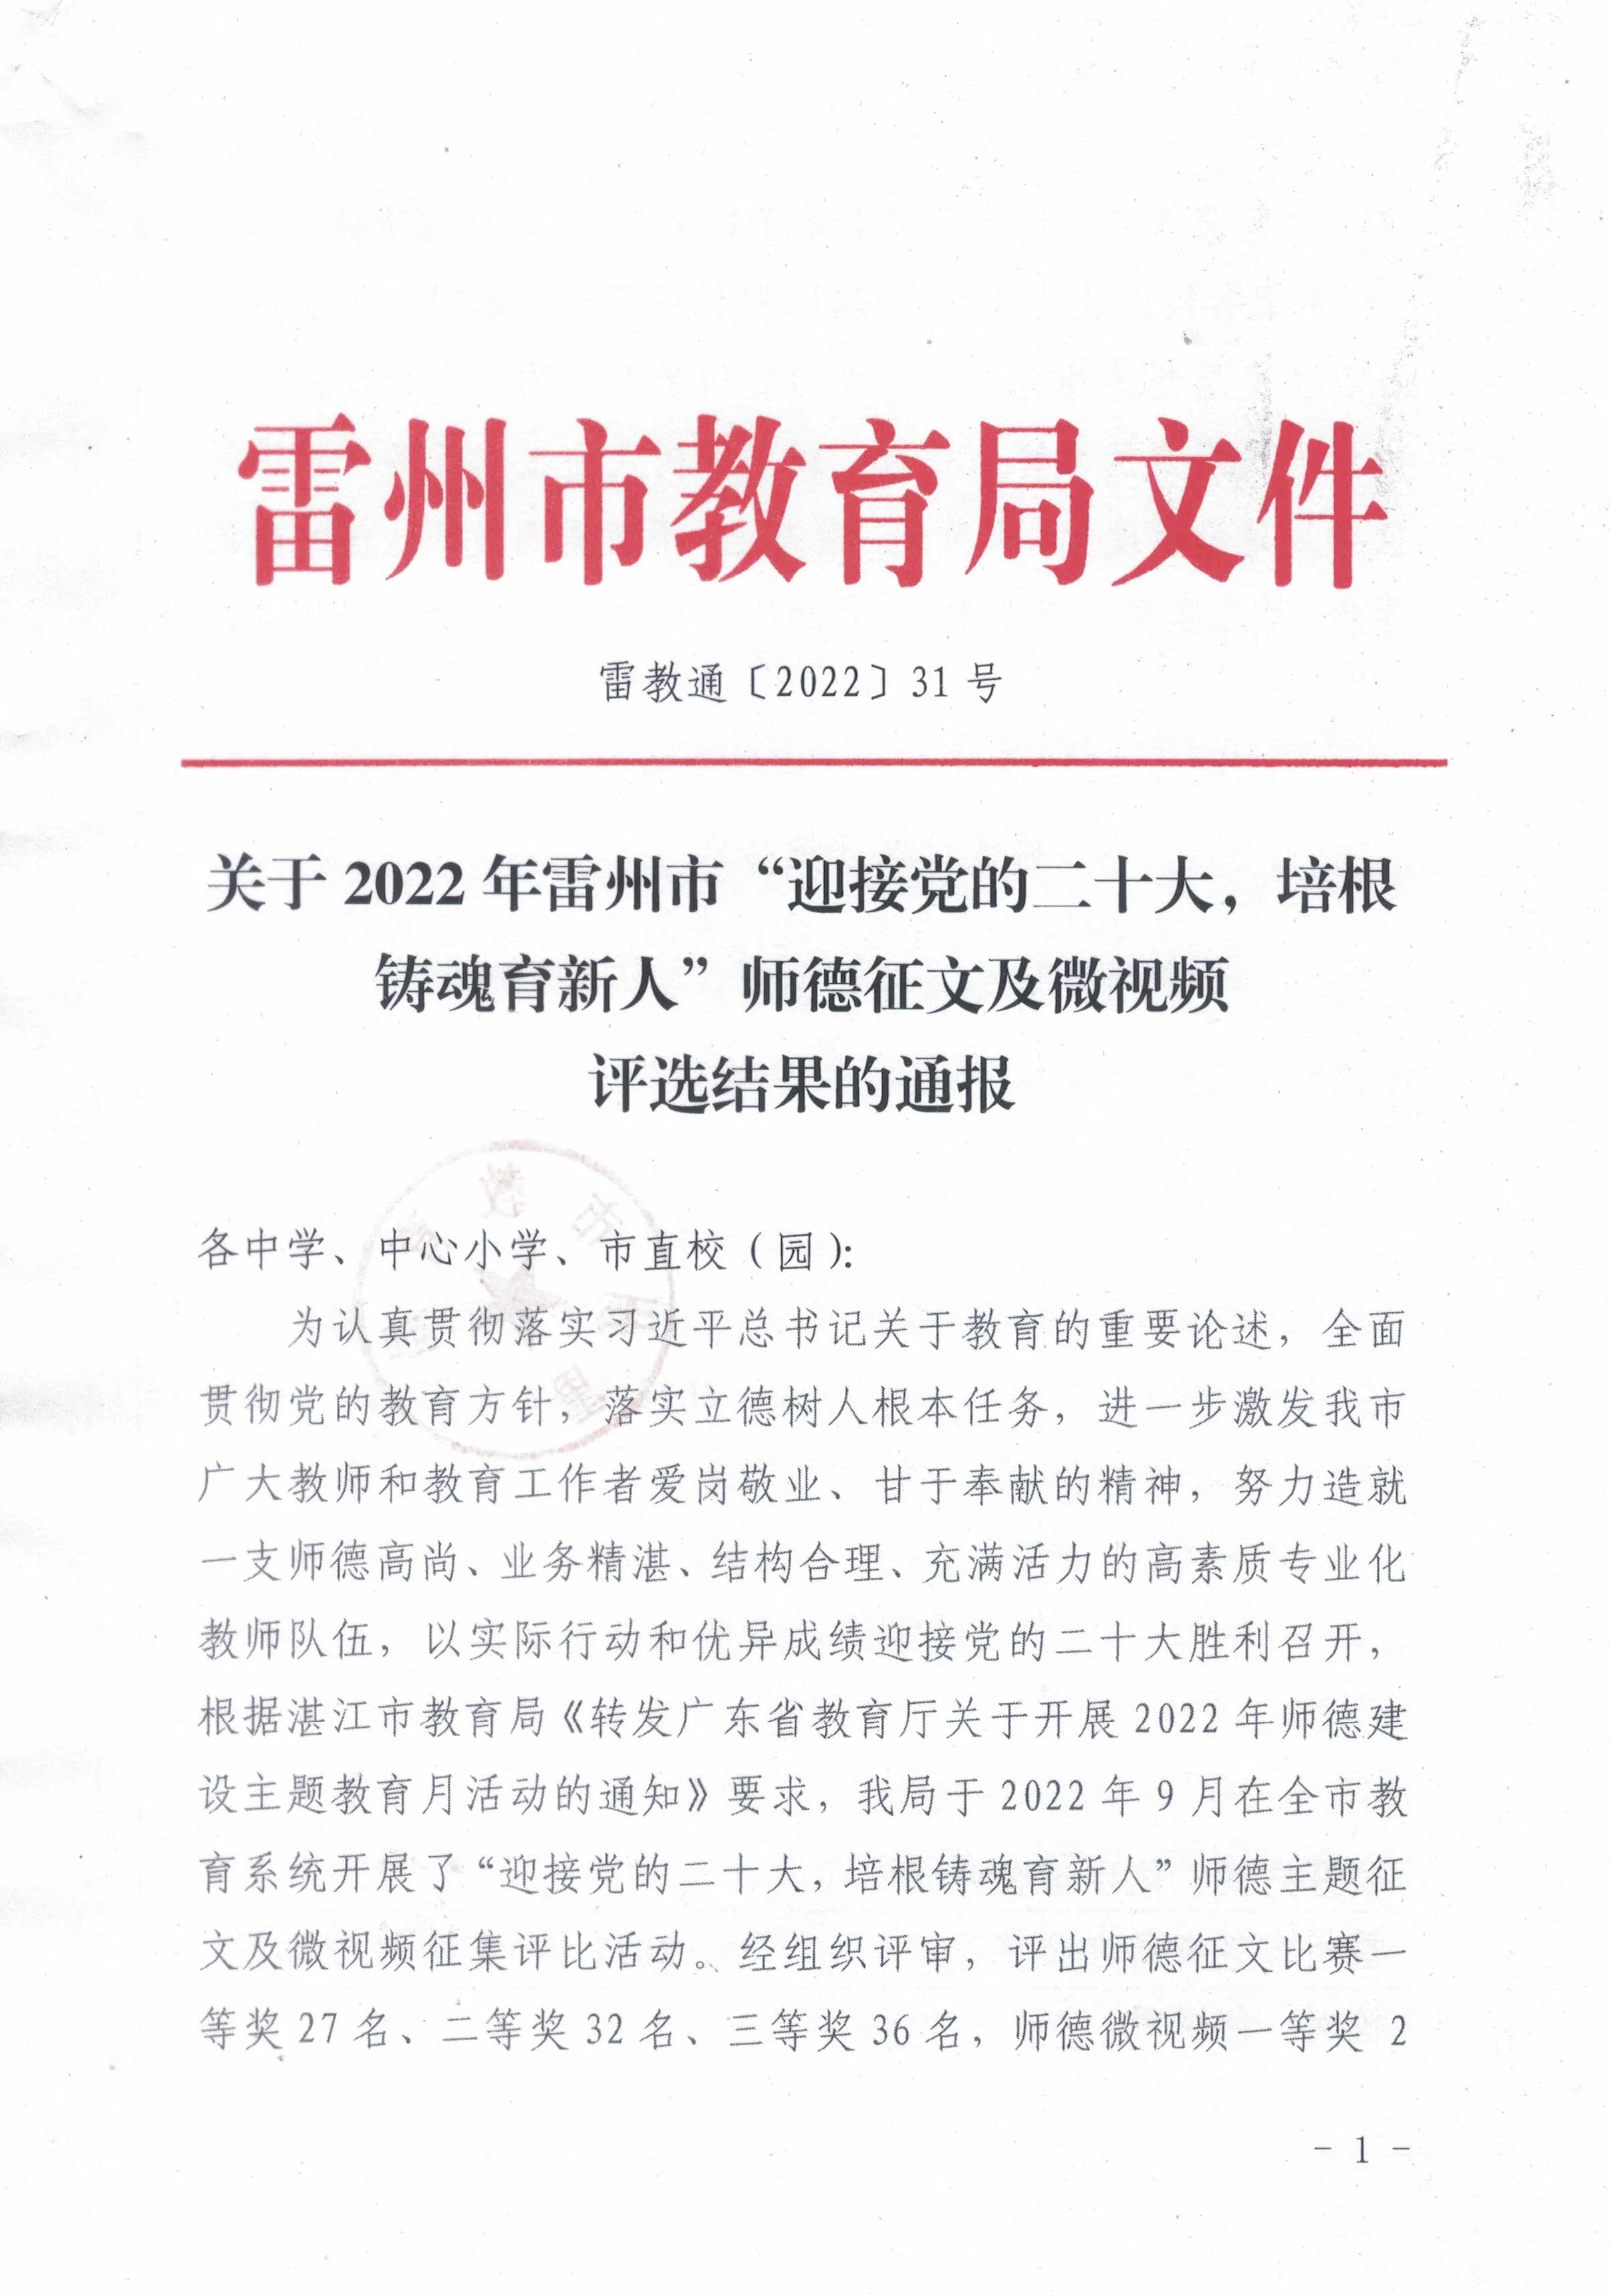 雷州市教育局文件
雷教通〔2022〕31 号
关于 2022 年雷州市“迎接党的二十大，培根
铸魂育新人”师德征文及微视频
评选结果的通报
各中学、中心小学、市直校（园）：
为认真贯彻落实习近平总书记关于教育的重要论述，全面
贯彻党的教育方针，落实立德树人根本任务，进一步激发我市
广大教师和教育工作者爱岗敬业、甘于奉献的精神，努力造就
一支师德高尚、业务精湛、结构合理、充满活力的高素质专业化
教师队伍，以实际行动和优异成绩迎接党的二十大胜利召开，
根据湛江市教育局《转发广东省教育厅关于开展 2022 年师德建
设主题教育月活动的通知》要求，我局于 2022 年 9 月在全市教
育系统开展了“迎接党的二十大，培根铸魂育新人”师德主题征
文及微视频征集评比活动。经组织评审，评出师德征文比赛一
等奖 27 名、二等奖 32 名、三等奖 36 名，师德微视频一等奖 2
- 1 -